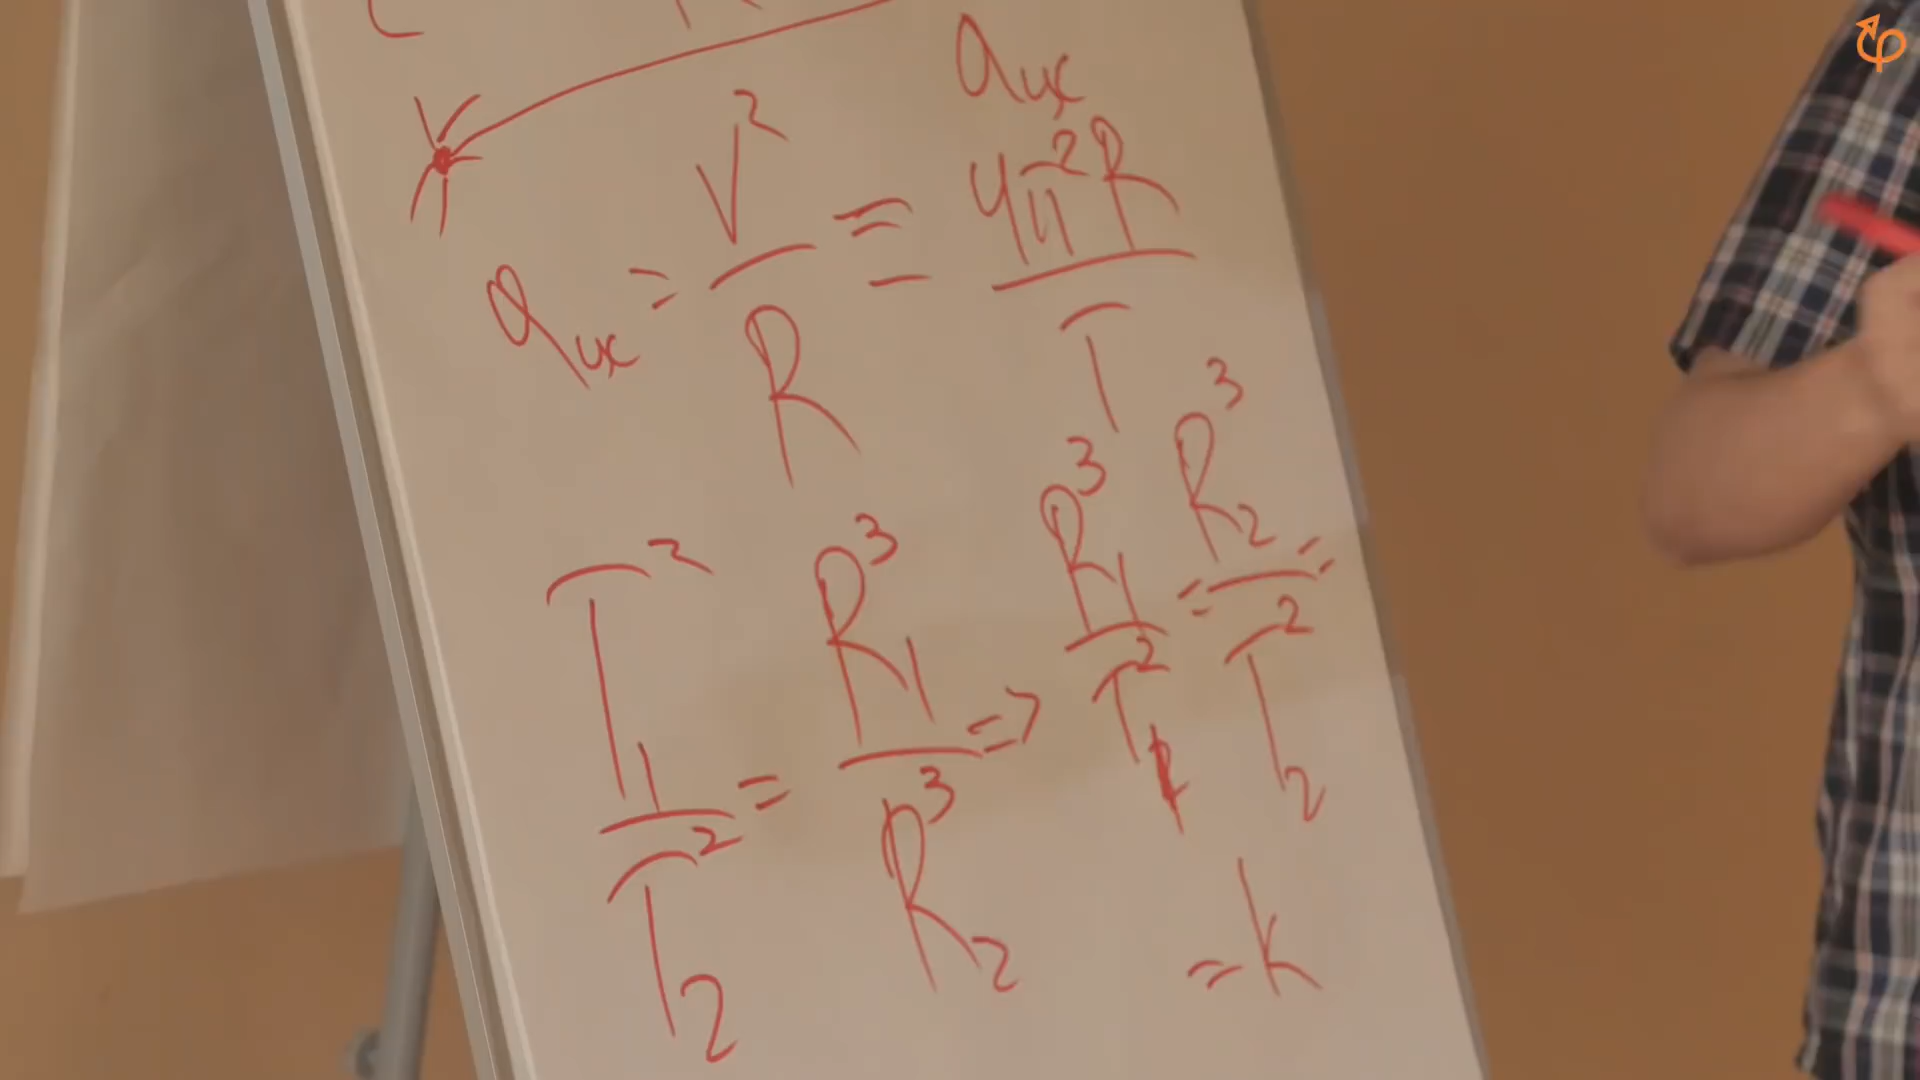 aцс
aцс = V² / R = 4π²R / T
T₁² / T₂² = R₁³ / R₂³ => R₁³ / T₁² = R₂³ / T₂² =
= k